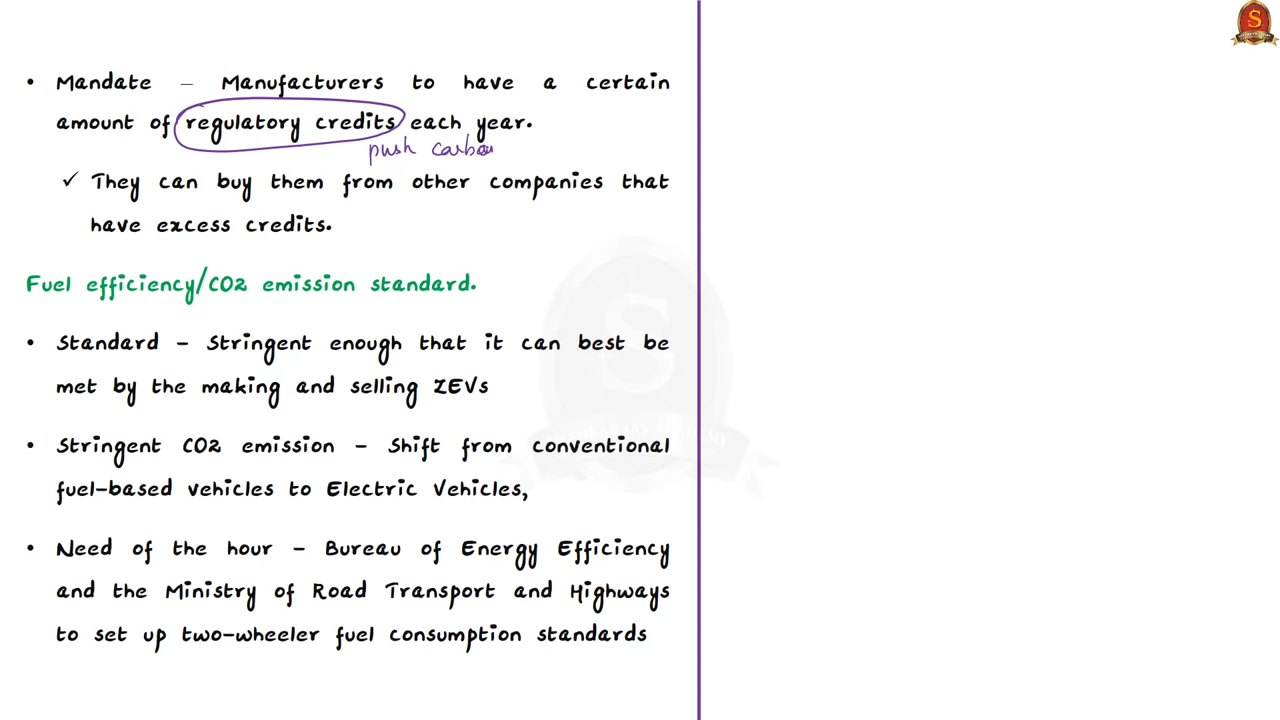 • Mandate – Manufacturers to have a certain
amount of regulatory credits each year.
push carbon
✓ They can buy them from other companies that
have excess credits.
Fuel efficiency/CO2 emission standard.
• Standard – Stringent enough that it can best be
met by the making and selling ZEVs
• Stringent CO2 emission – Shift from conventional
fuel-based vehicles to Electric Vehicles,
• Need of the hour – Bureau of Energy Efficiency
and the Ministry of Road Transport and Highways
to set up two-wheeler fuel consumption standards